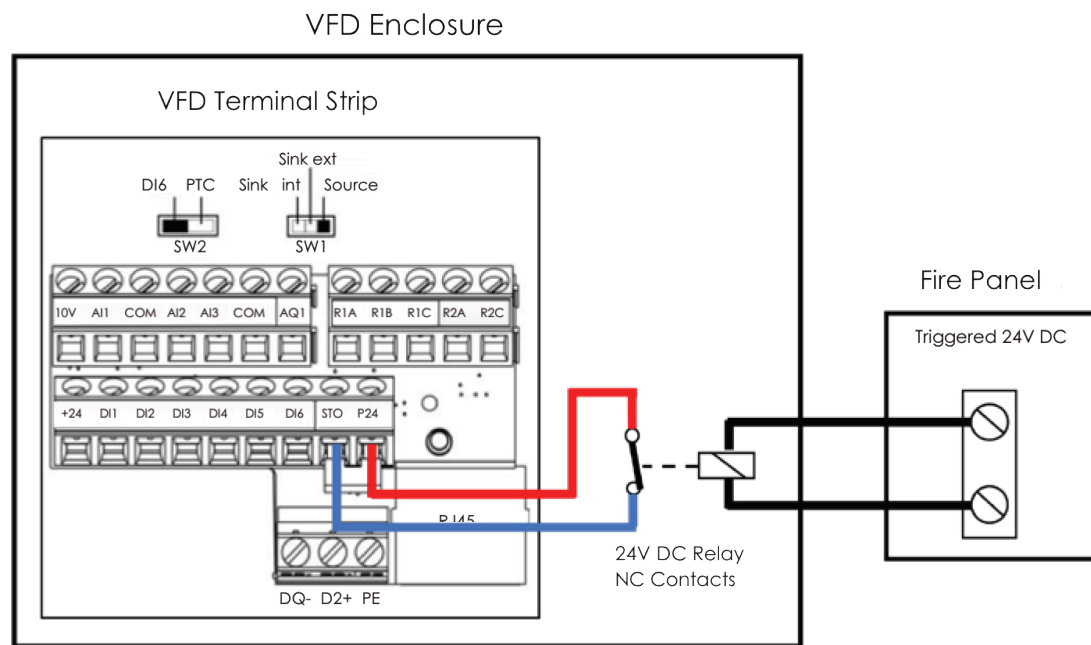 VFD Enclosure
VFD Terminal Strip
Sink ext
DI6 PTC Sink int Source
SW2 SW1
10V AI1 COM AI2 AI3 COM AQ1 R1A R1B R1C R2A R2C
+24 DI1 DI2 DI3 DI4 DI5 DI6 STO P24
RJ45
DQ- D2+ PE
24V DC Relay
NC Contacts
Fire Panel
Triggered 24V DC